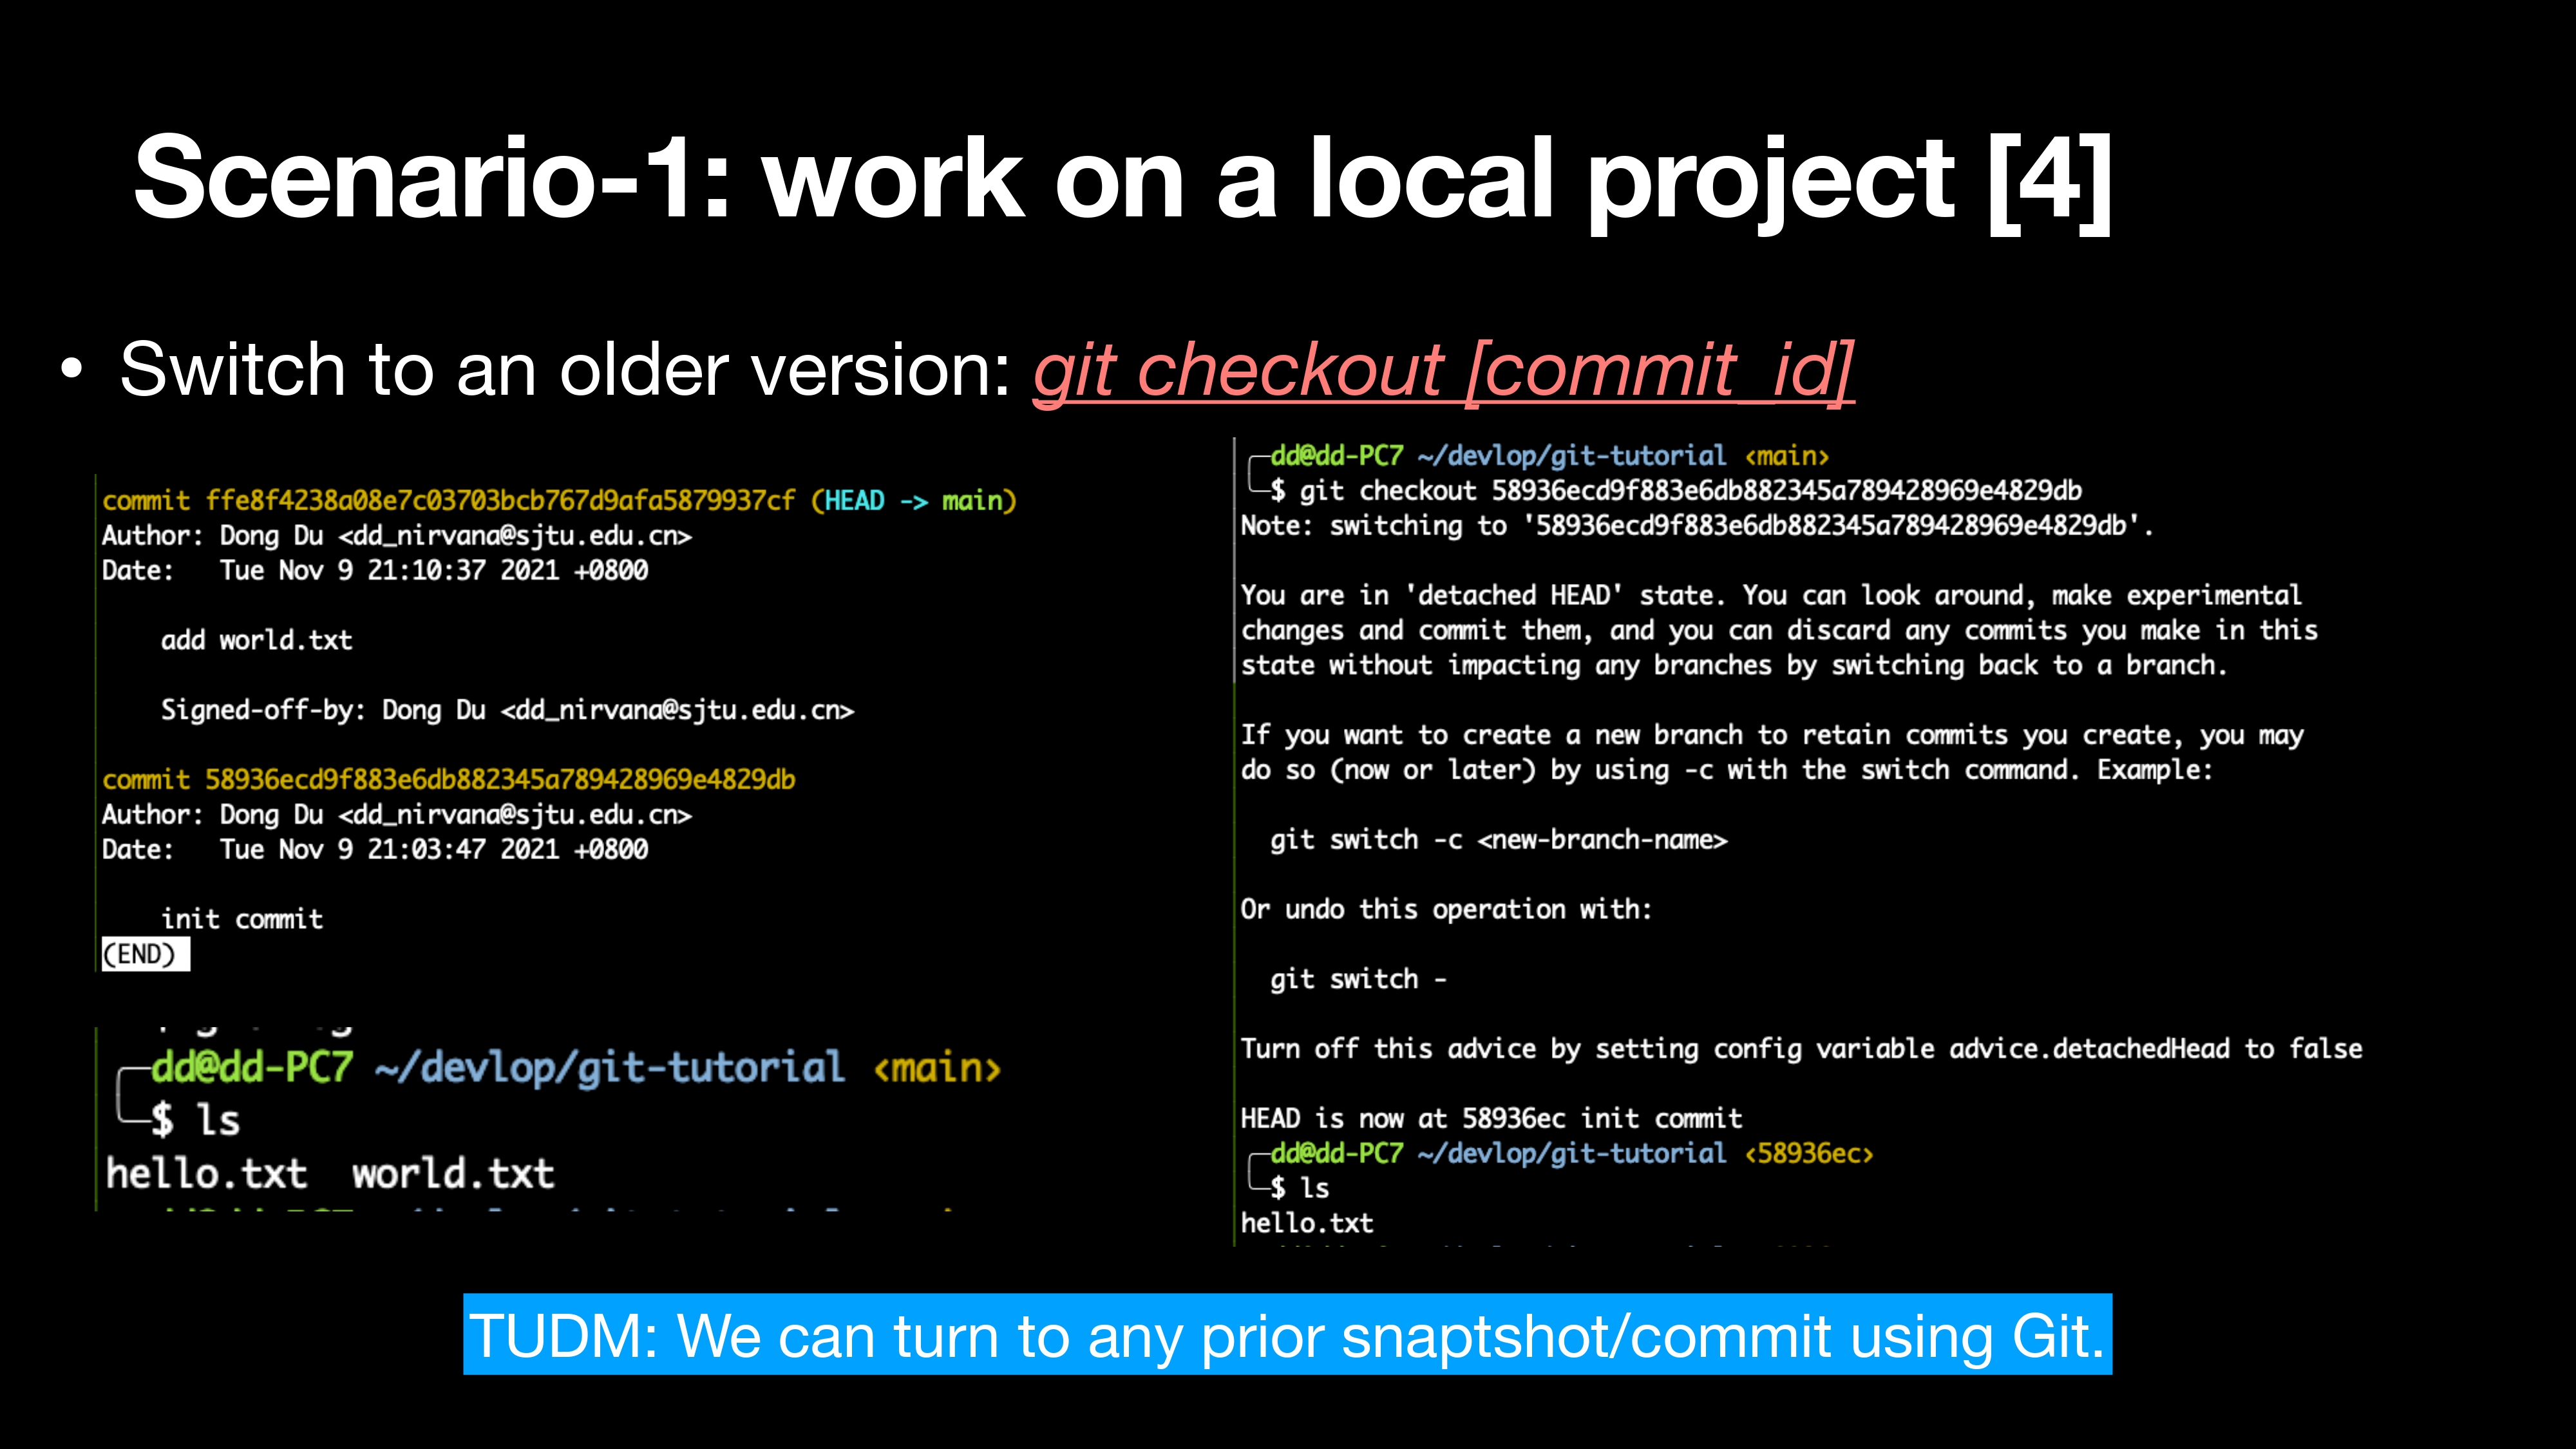 Scenario-1: work on a local project [4]
• Switch to an older version: git checkout [commit_id]
commit ffe8f4238a08e7c03703bcb767d9afa5879937cf (HEAD -> main)
Author: Dong Du <dd_nirvana@sjtu.edu.cn>
Date:   Tue Nov 9 21:10:37 2021 +0800
add world.txt
Signed-off-by: Dong Du <dd_nirvana@sjtu.edu.cn>
commit 58936ecd9f883e6db882345a789428969e4829db
Author: Dong Du <dd_nirvana@sjtu.edu.cn>
Date:   Tue Nov 9 21:03:47 2021 +0800
init commit
(END)
dd@dd-PC7 ~/devlop/git-tutorial ‹main›
$ ls
hello.txt  world.txt
dd@dd-PC7 ~/devlop/git-tutorial ‹main›
$ git checkout 58936ecd9f883e6db882345a789428969e4829db
Note: switching to '58936ecd9f883e6db882345a789428969e4829db'.
You are in 'detached HEAD' state. You can look around, make experimental
changes and commit them, and you can discard any commits you make in this
state without impacting any branches by switching back to a branch.
If you want to create a new branch to retain commits you create, you may
do so (now or later) by using -c with the switch command. Example:
git switch -c <new-branch-name>
Or undo this operation with:
git switch -
Turn off this advice by setting config variable advice.detachedHead to false
HEAD is now at 58936ec init commit
dd@dd-PC7 ~/devlop/git-tutorial ‹58936ec›
$ ls
hello.txt
TUDM: We can turn to any prior snaptshot/commit using Git.